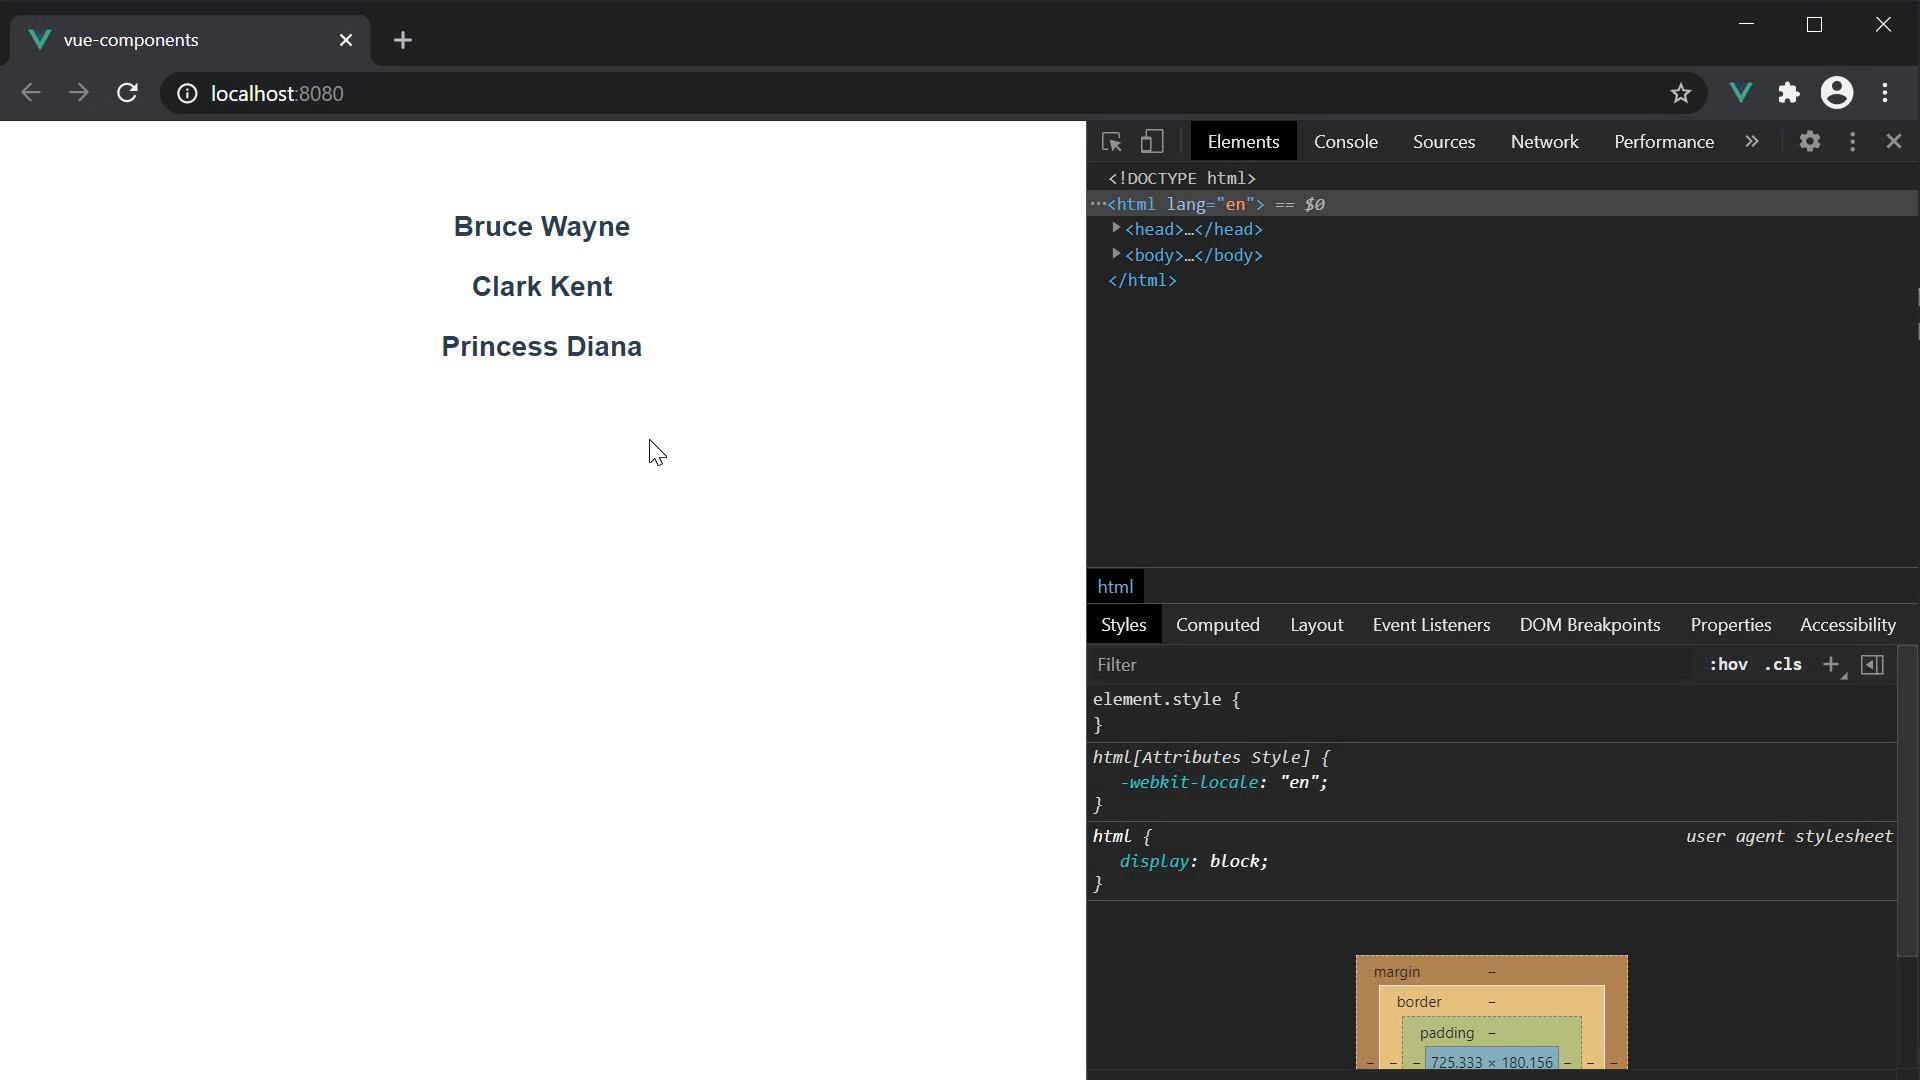 vue-components
localhost:8080
Elements Console Sources Network Performance »
<!DOCTYPE html>
⋯<html lang="en"> == $0
<head>…</head>
<body>…</body>
</html>
Bruce Wayne
Clark Kent
Princess Diana
html
Styles Computed Layout Event Listeners DOM Breakpoints Properties Accessibility
Filter :hov .cls +
element.style {
}
html[Attributes Style] {
-webkit-locale: "en";
}
html { user agent stylesheet
display: block;
}
margin –
border –
padding –
– – – 725.333 × 180.156 – – –